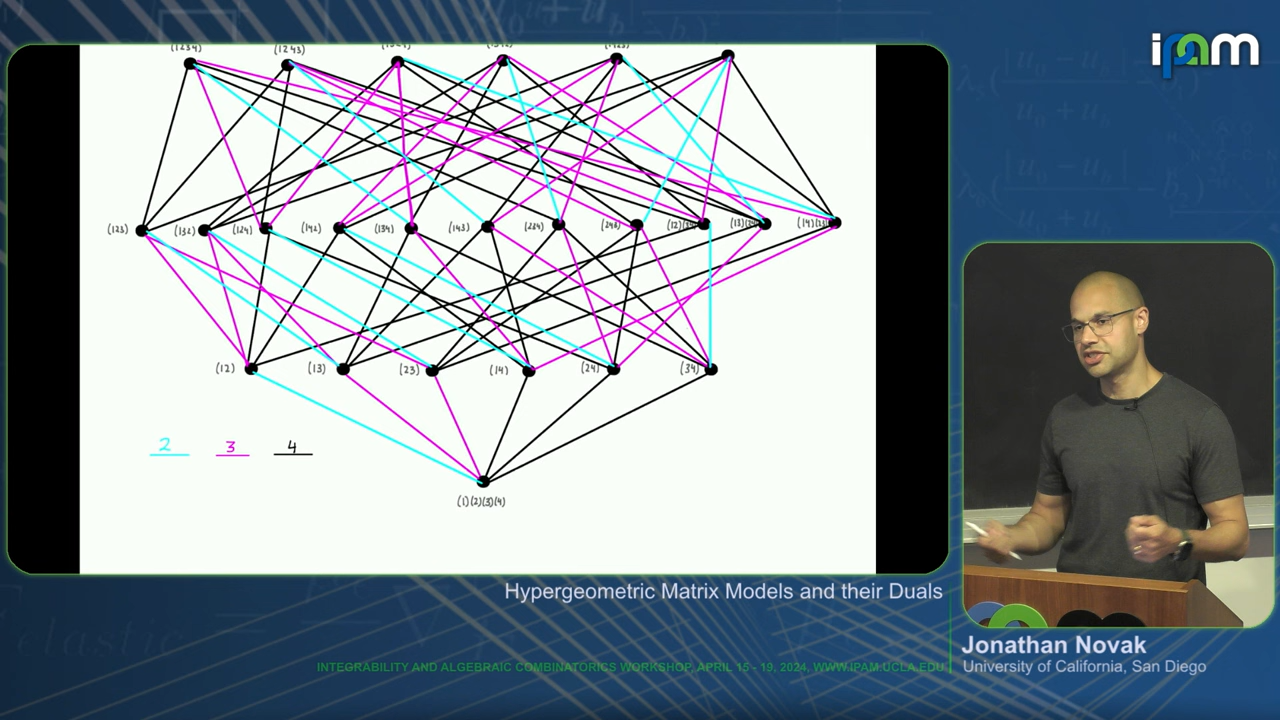 ipam
(1234) (1243)
(123) (132) (124) (142) (134) (143) (234) (243)
(12) (13) (23) (14) (24) (34)
2 3 4
(1)(2)(3)(4)
Hypergeometric Matrix Models and their Duals
Jonathan Novak
University of California, San Diego
INTEGRABILITY AND ALGEBRAIC COMBINATORICS WORKSHOP, APRIL 15 - 19, 2024, WWW.IPAM.UCLA.EDU